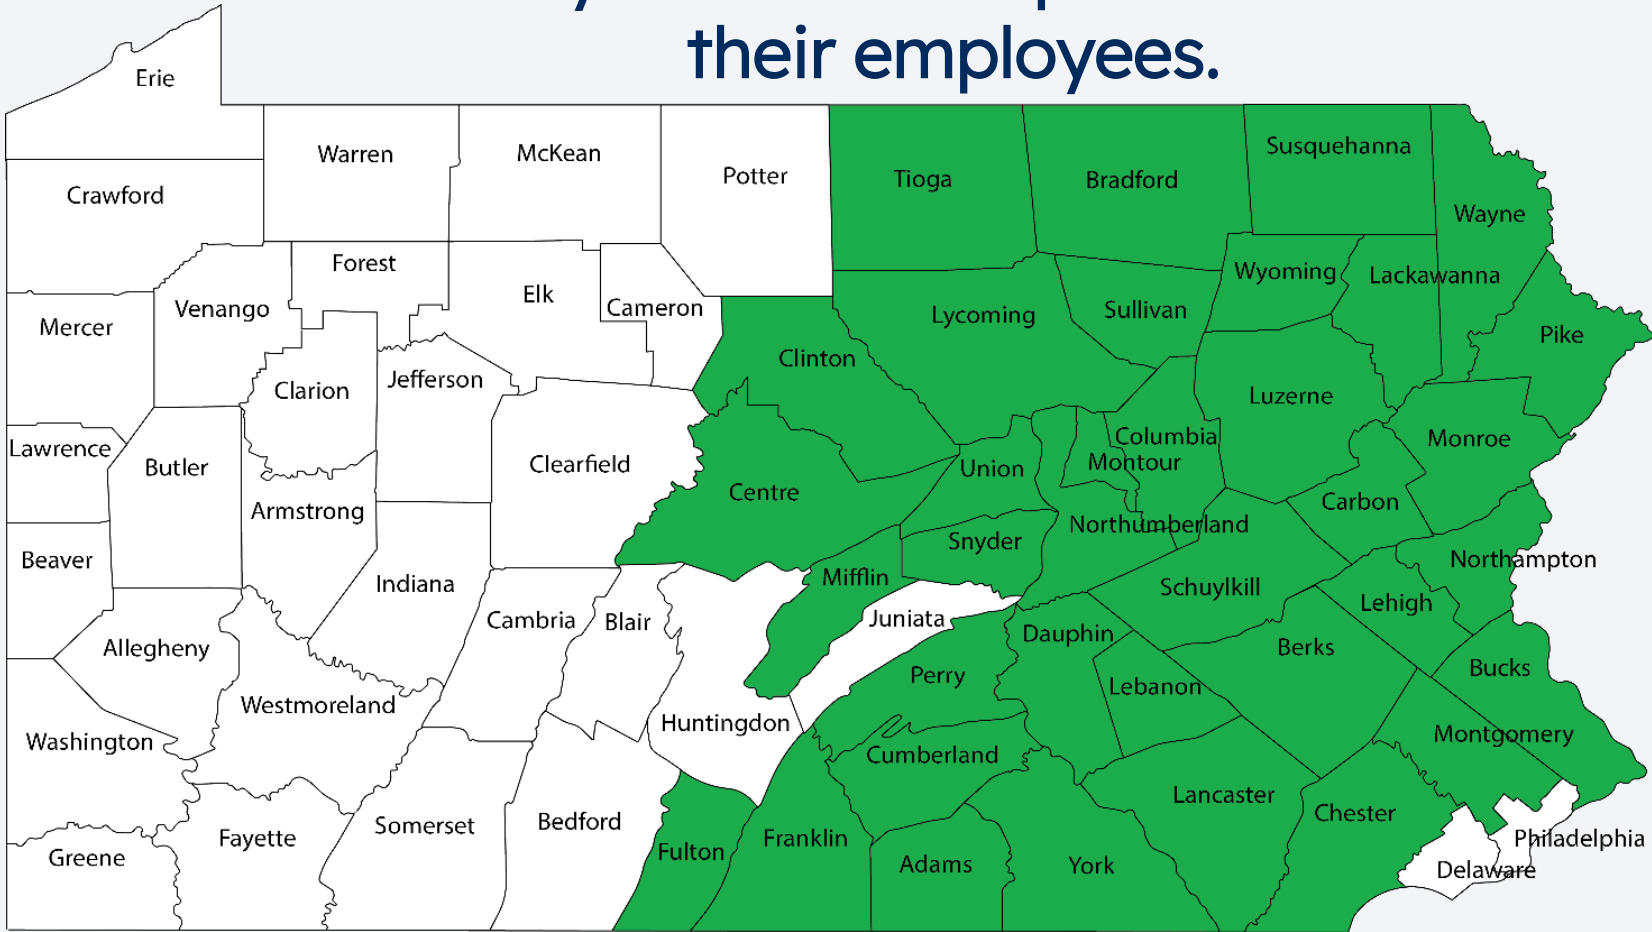 their employees.
Erie
Warren
McKean
Potter
Tioga
Bradford
Susquehanna
Crawford
Wayne
Forest
Wyoming
Lackawanna
Venango
Elk
Cameron
Lycoming
Sullivan
Mercer
Pike
Clinton
Clarion
Jefferson
Luzerne
Lawrence
Butler
Clearfield
Columbia
Monroe
Union
Montour
Centre
Armstrong
Carbon
Northumberland
Beaver
Snyder
Northampton
Indiana
Mifflin
Schuylkill
Lehigh
Cambria
Blair
Juniata
Allegheny
Dauphin
Berks
Bucks
Westmoreland
Perry
Lebanon
Huntingdon
Washington
Montgomery
Cumberland
Lancaster
Somerset
Bedford
Chester
Greene
Fayette
Fulton
Franklin
Adams
York
Philadelphia
Delaware